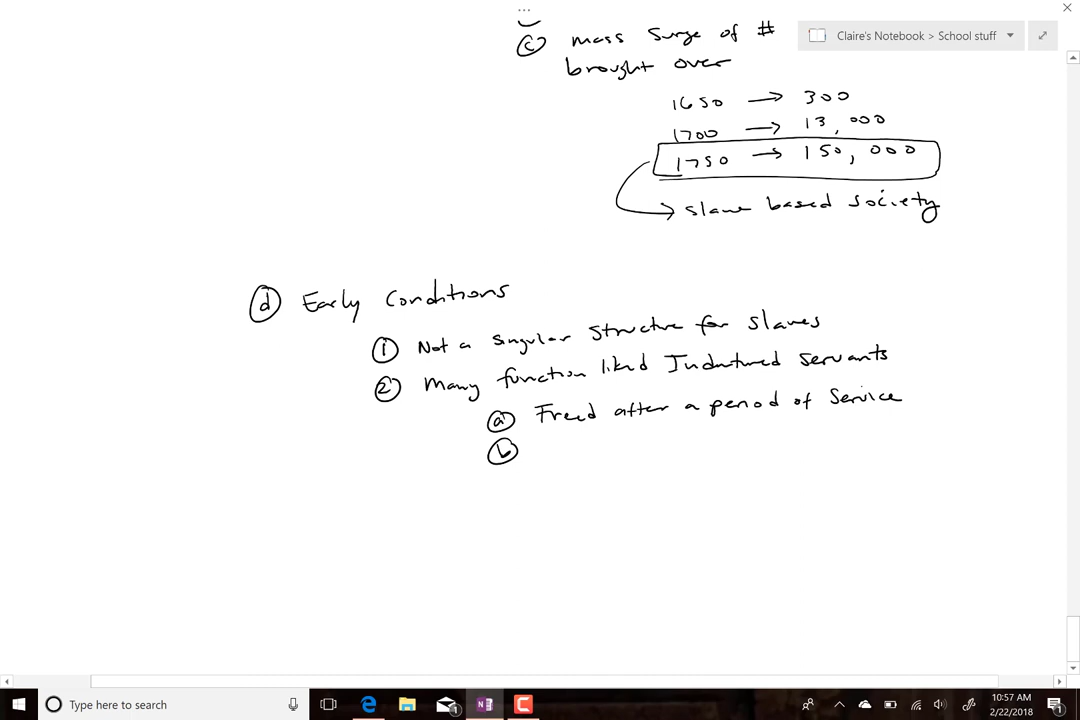 ...
Claire's Notebook > School stuff
ⓒ mass surge of #
brought over
1650 → 300
1700 → 13,000
1750 → 150,000
→ slave based society
ⓓ Early Conditions
① Not a singular structure for slaves
② Many function liked Indutured servants
ⓐ Freed after a period of service
ⓑ
Type here to search
10:57 AM
2/22/2018